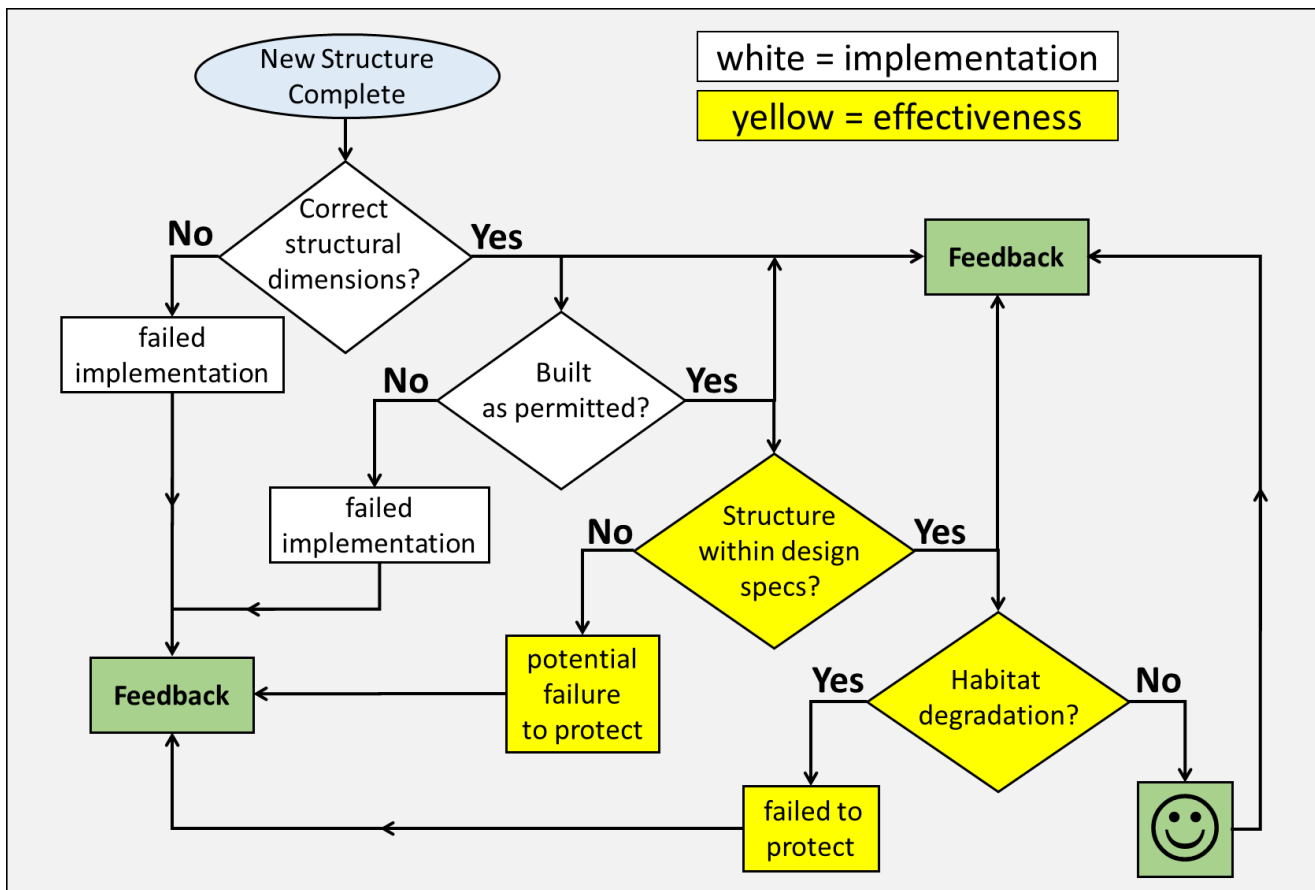 New Structure
Complete
white = implementation
yellow = effectiveness
Correct
structural
dimensions?
No
Yes
Feedback
failed
implementation
Built
as permitted?
No
Yes
failed
implementation
Structure
within design
specs?
No
Yes
potential
failure
to protect
Feedback
Habitat
degradation?
Yes
No
failed to
protect